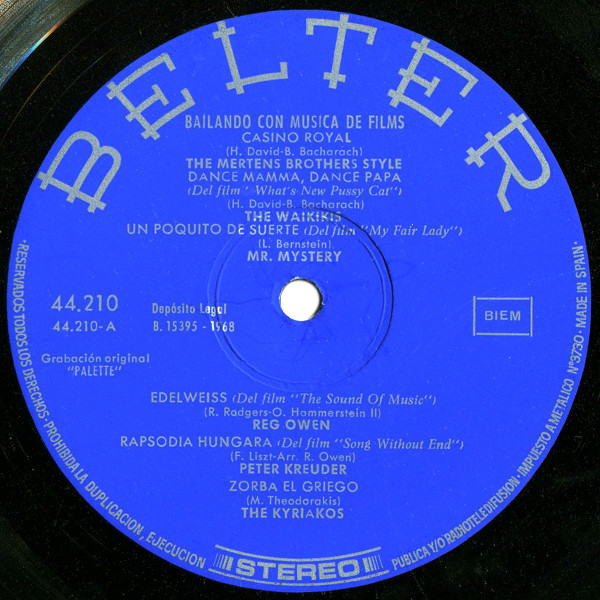 BELTER
BAILANDO CON MUSICA DE FILMS
CASINO ROYAL
(H. David-B. Bacharach)
THE MERTENS BROTHERS STYLE
DANCE MAMMA, DANCE PAPA
(Del film "What's New Pussy Cat")
(H. David-B. Bacharach)
THE WAIKIKIS
UN POQUITO DE SUERTE (Del film "My Fair Lady")
(L. Bernstein)
MR. MYSTERY
44.210
44.210-A
Depósito Legal
B. 15395 - 1968
BIEM
Grabación original
"PALETTE"
EDELWEISS (Del film "The Sound Of Music")
(R. Radgers-O. Hammerstein II)
REG OWEN
RAPSODIA HUNGARA (Del film "Song Without End")
(F. Liszt-Arr. R. Owen)
PETER KREUDER
ZORBA EL GRIEGO
(M. Theodorakis)
THE KYRIAKOS
STEREO
·RESERVADOS TODOS LOS DERECHOS·PROHIBIDA LA DUPLICACION, EJECUCION
PUBLICA Y/O RADIOTELEDIFUSION·IMPUESTO A METALICO Nº3730·MADE IN SPAIN·